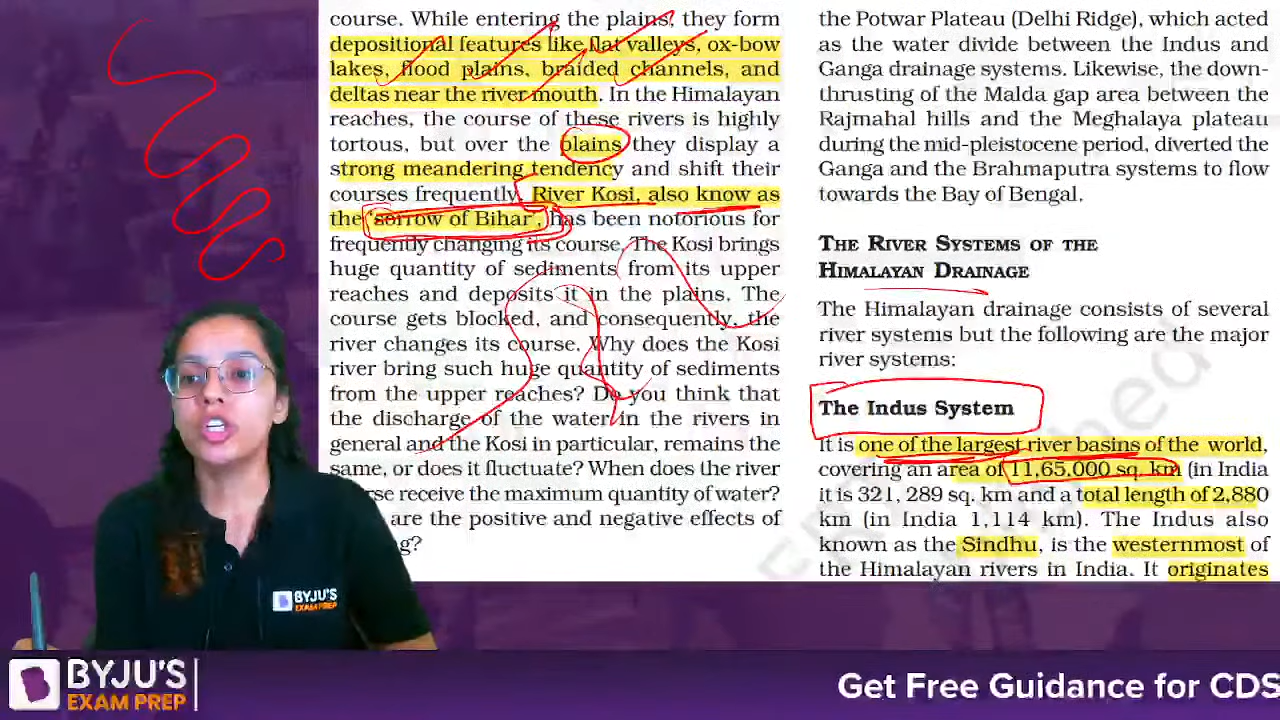 course. While entering the plains, they form
depositional features like flat valleys, ox-bow
lakes, flood plains, braided channels, and
deltas near the river mouth. In the Himalayan
reaches, the course of these rivers is highly
tortous, but over the plains they display a
strong meandering tendency and shift their
courses frequently. River Kosi, also know as
the ‘sorrow of Bihar’, has been notorious for
frequently changing its course. The Kosi brings
huge quantity of sediments from its upper
reaches and deposits it in the plains. The
course gets blocked, and consequently, the
river changes its course. Why does the Kosi
river bring such huge quantity of sediments
from the upper reaches? Do you think that
the discharge of the water in the rivers in
general and the Kosi in particular, remains the
same, or does it fluctuate? When does the river
receive the maximum quantity of water?
are the positive and negative effects of
the Potwar Plateau (Delhi Ridge), which acted
as the water divide between the Indus and
Ganga drainage systems. Likewise, the down-
thrusting of the Malda gap area between the
Rajmahal hills and the Meghalaya plateau
during the mid-pleistocene period, diverted the
Ganga and the Brahmaputra systems to flow
towards the Bay of Bengal.
THE RIVER SYSTEMS OF THE
HIMALAYAN DRAINAGE
The Himalayan drainage consists of several
river systems but the following are the major
river systems:
The Indus System
It is one of the largest river basins of the world,
covering an area of 11,65,000 sq. km (in India
it is 321, 289 sq. km and a total length of 2,880
km (in India 1,114 km). The Indus also
known as the Sindhu, is the westernmost of
the Himalayan rivers in India. It originates
BYJU'S
EXAM PREP
BYJU'S
EXAM PREP
Get Free Guidance for CDS